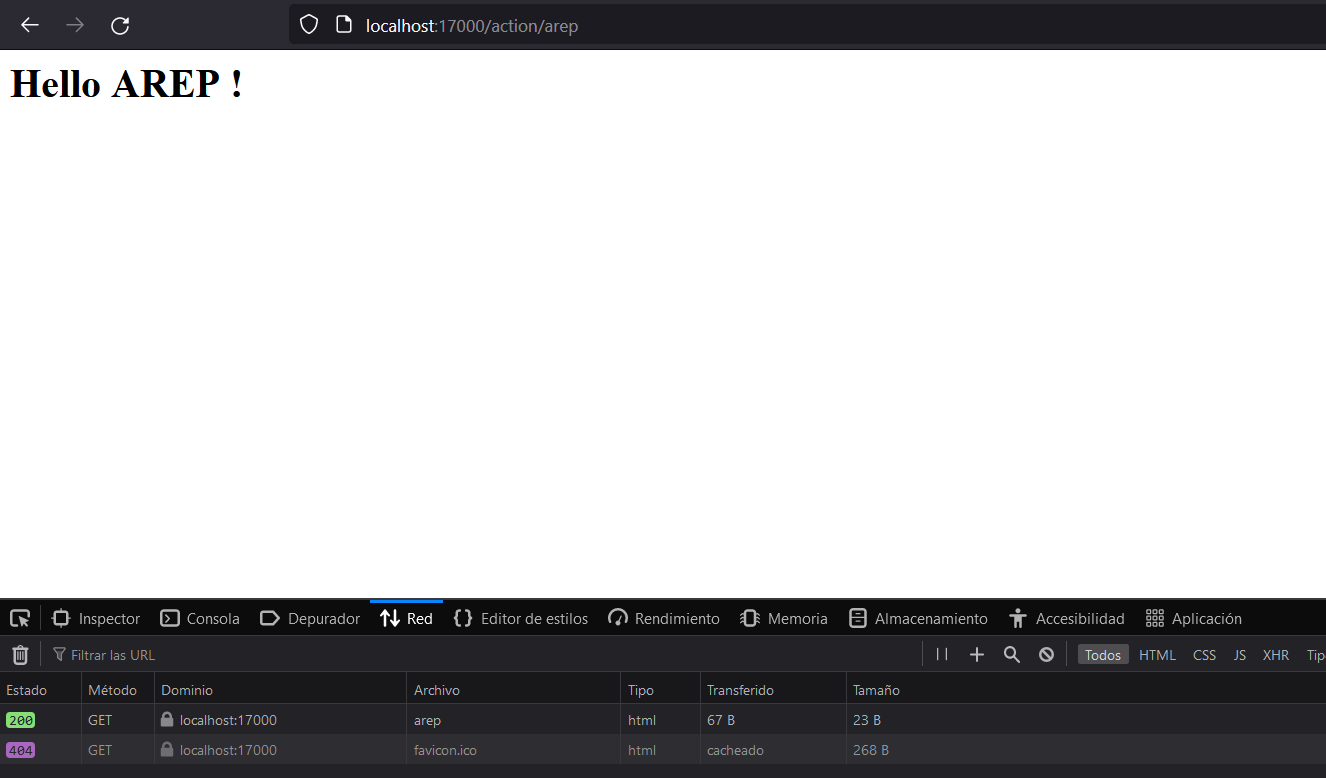 localhost:17000/action/arep
Hello AREP !
Inspector Consola Depurador Red Editor de estilos Rendimiento Memoria Almacenamiento Accesibilidad Aplicación
Filtrar las URL Todos HTML CSS JS XHR Tip
Estado Método Dominio Archivo Tipo Transferido Tamaño
200 GET localhost:17000 arep html 67 B 23 B
404 GET localhost:17000 favicon.ico html cacheado 268 B